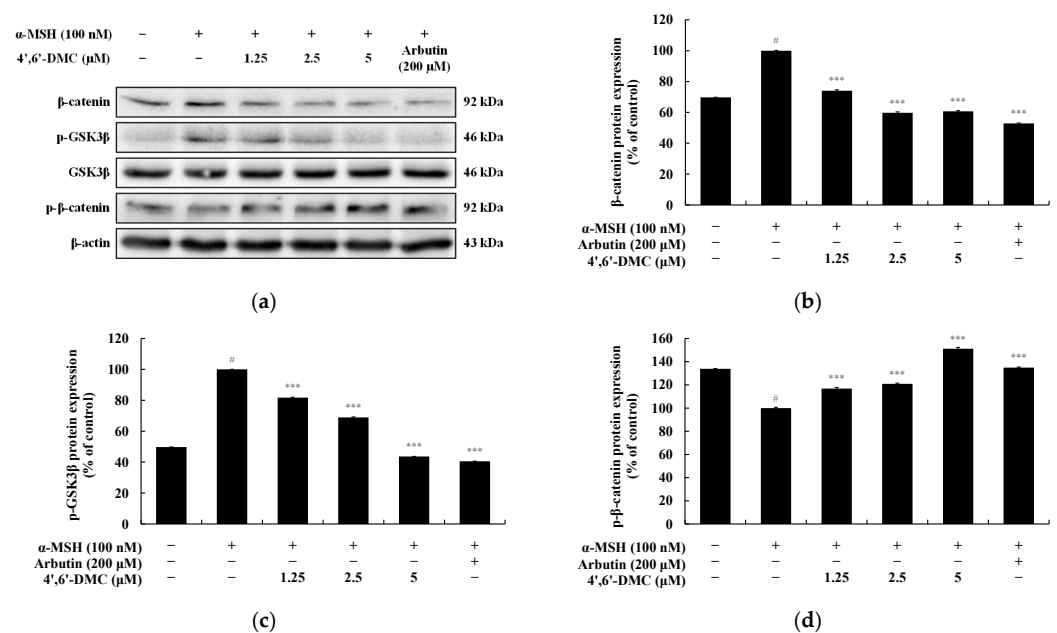 α-MSH (100 nM) − + + + + +
4',6'-DMC (μM) − − 1.25 2.5 5 Arbutin (200 μM)
β-catenin 92 kDa
p-GSK3β 46 kDa
GSK3β 46 kDa
p-β-catenin 92 kDa
β-actin 43 kDa
(a)
β-catenin protein expression
(% of control)
120
100
80
60
40
20
0
# *** *** *** ***
α-MSH (100 nM) − + + + + +
Arbutin (200 μM) − − − − − +
4',6'-DMC (μM) − − 1.25 2.5 5 −
(b)
p-GSK3β protein expression
(% of control)
120
100
80
60
40
20
0
# *** *** *** ***
α-MSH (100 nM) − + + + + +
Arbutin (200 μM) − − − − − +
4',6'-DMC (μM) − − 1.25 2.5 5 −
(c)
p-β-catenin protein expression
(% of control)
160
140
120
100
80
60
40
20
0
# *** *** *** ***
α-MSH (100 nM) − + + + + +
Arbutin (200 μM) − − − − − +
4',6'-DMC (μM) − − 1.25 2.5 5 −
(d)